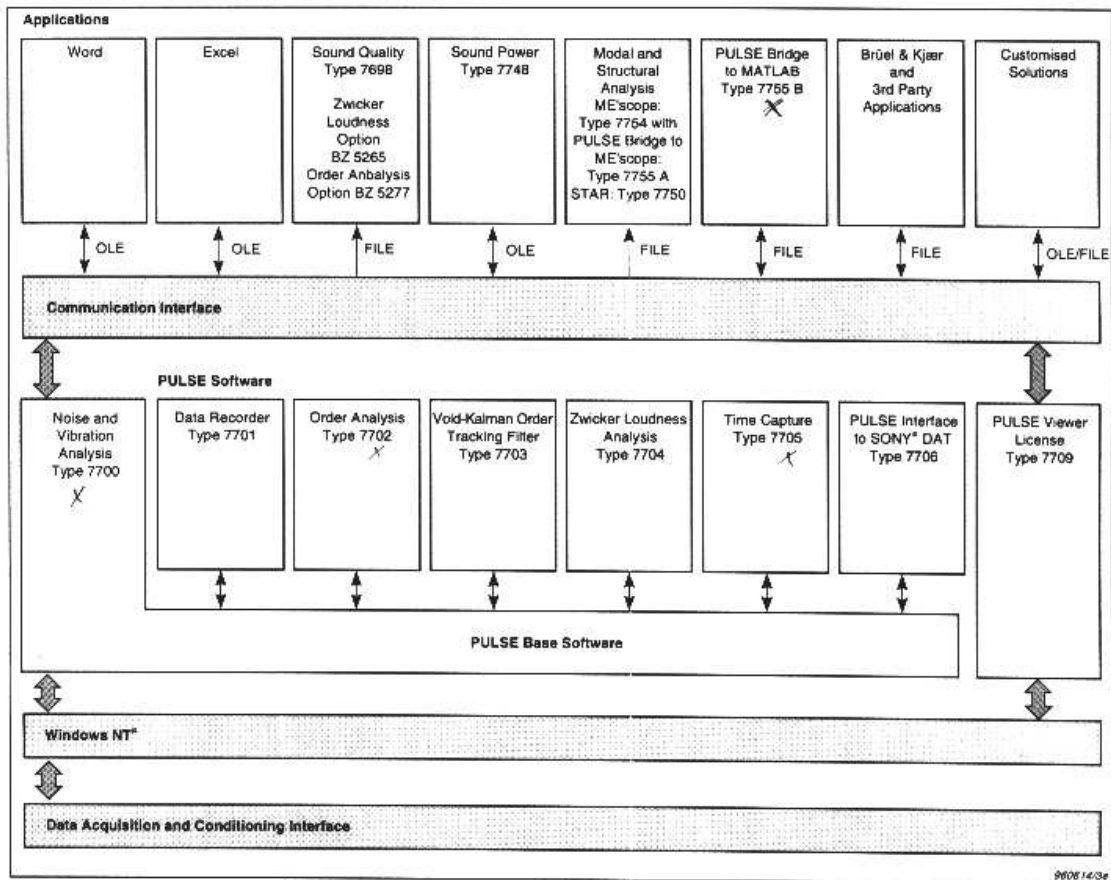 Applications
Word
Excel
Sound Quality
Type 7698
Zwicker
Loudness
Option
BZ 5265
Order Anbalysis
Option BZ 5277
Sound Power
Type 7748
Modal and
Structural
Analysis
ME'scope:
Type 7754 with
PULSE Bridge to
ME'scope:
Type 7755 A
STAR: Type 7750
PULSE Bridge
to MATLAB
Type 7755 B
X
Brüel & Kjær
and
3rd Party
Applications
Customised
Solutions
OLE
OLE
FILE
OLE
FILE
FILE
FILE
OLE/FILE
Communication Interface
PULSE Software
Noise and
Vibration
Analysis
Type 7700
X
Data Recorder
Type 7701
Order Analysis
Type 7702
X
Void-Kalman Order
Tracking Filter
Type 7703
Zwicker Loudness
Analysis
Type 7704
Time Capture
Type 7705
X
PULSE Interface
to SONY® DAT
Type 7706
PULSE Viewer
License
Type 7709
PULSE Base Software
Windows NT®
Data Acquisition and Conditioning Interface
960614/3e